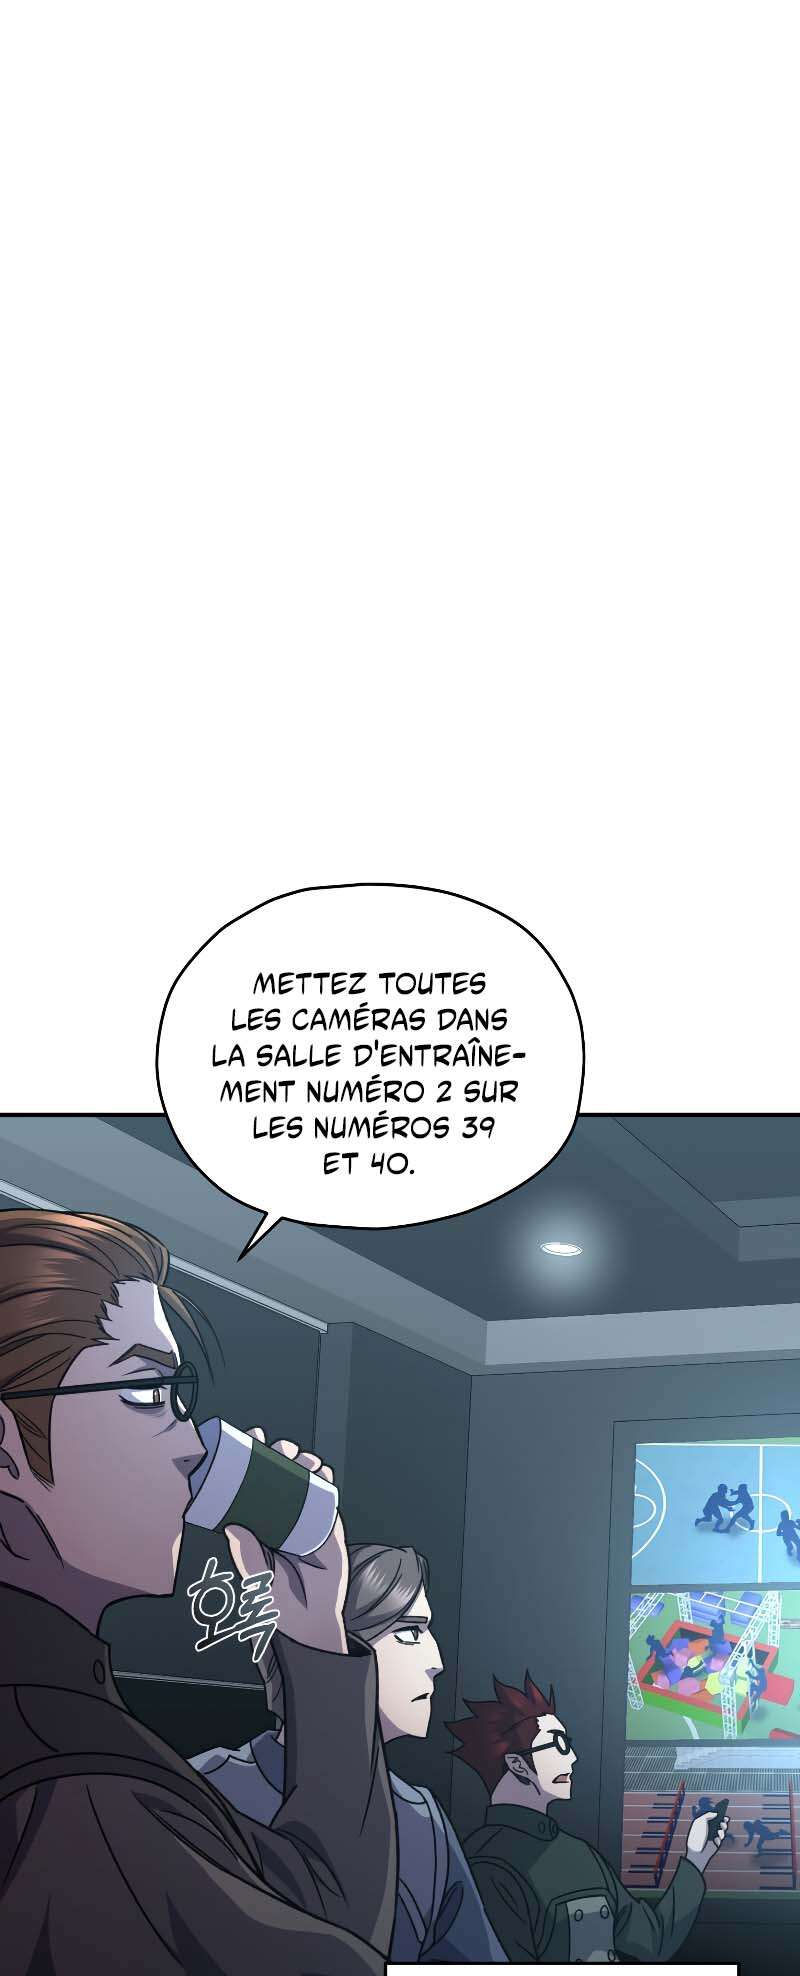 METTEZ TOUTES
LES CAMÉRAS DANS
LA SALLE D'ENTRAÎNE-
MENT NUMÉRO 2 SUR
LES NUMÉROS 39
ET 40.
호록